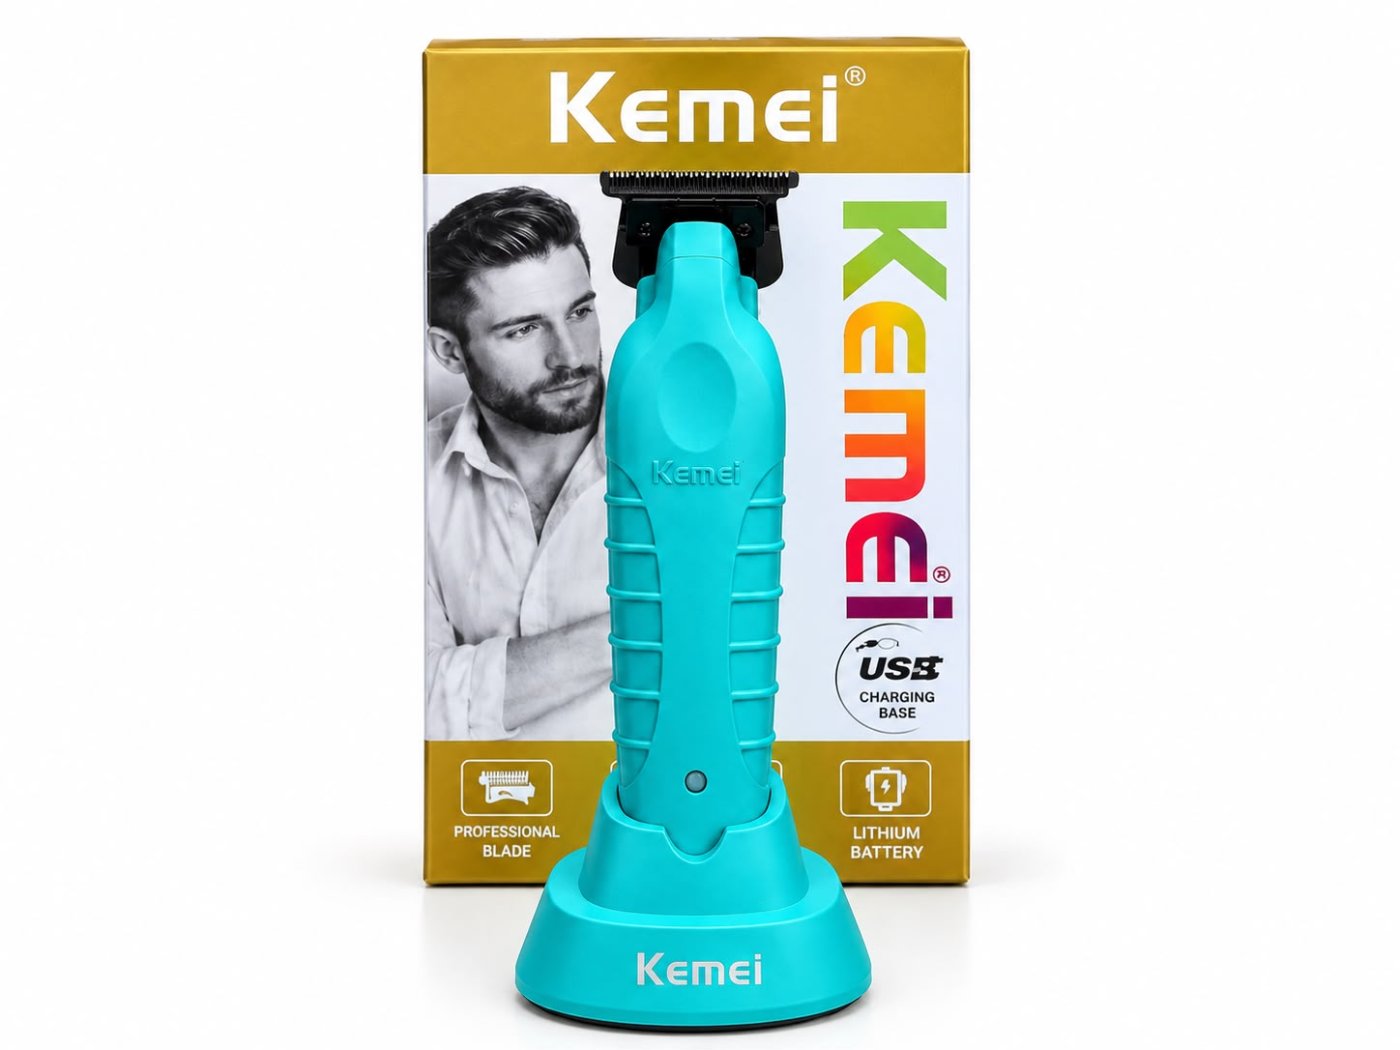 Kemei®
Kemei®
Kemei
USB
CHARGING
BASE
PROFESSIONAL
BLADE
LITHIUM
BATTERY
Kemei